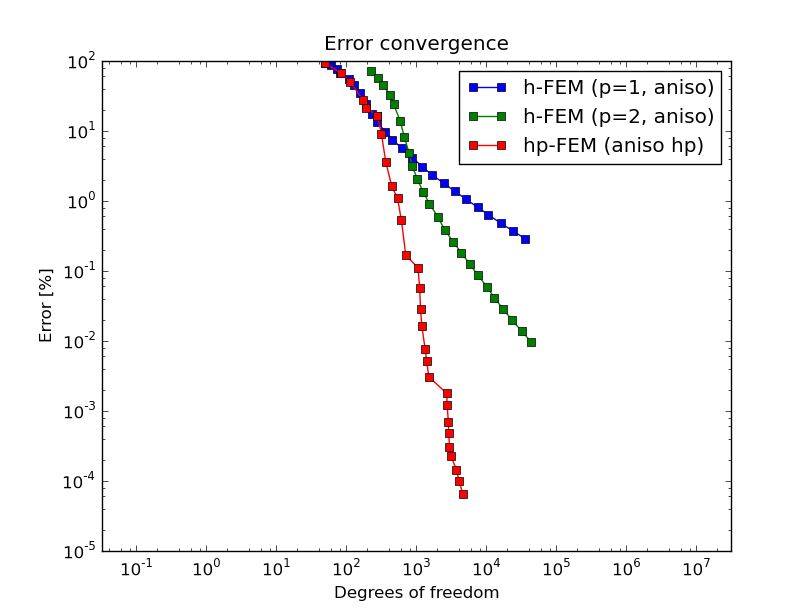 Error convergence
h-FEM (p=1, aniso)
h-FEM (p=2, aniso)
hp-FEM (aniso hp)
10^2
10^1
10^0
10^-1
10^-2
10^-3
10^-4
10^-5
Error [%]
10^-1 10^0 10^1 10^2 10^3 10^4 10^5 10^6 10^7
Degrees of freedom